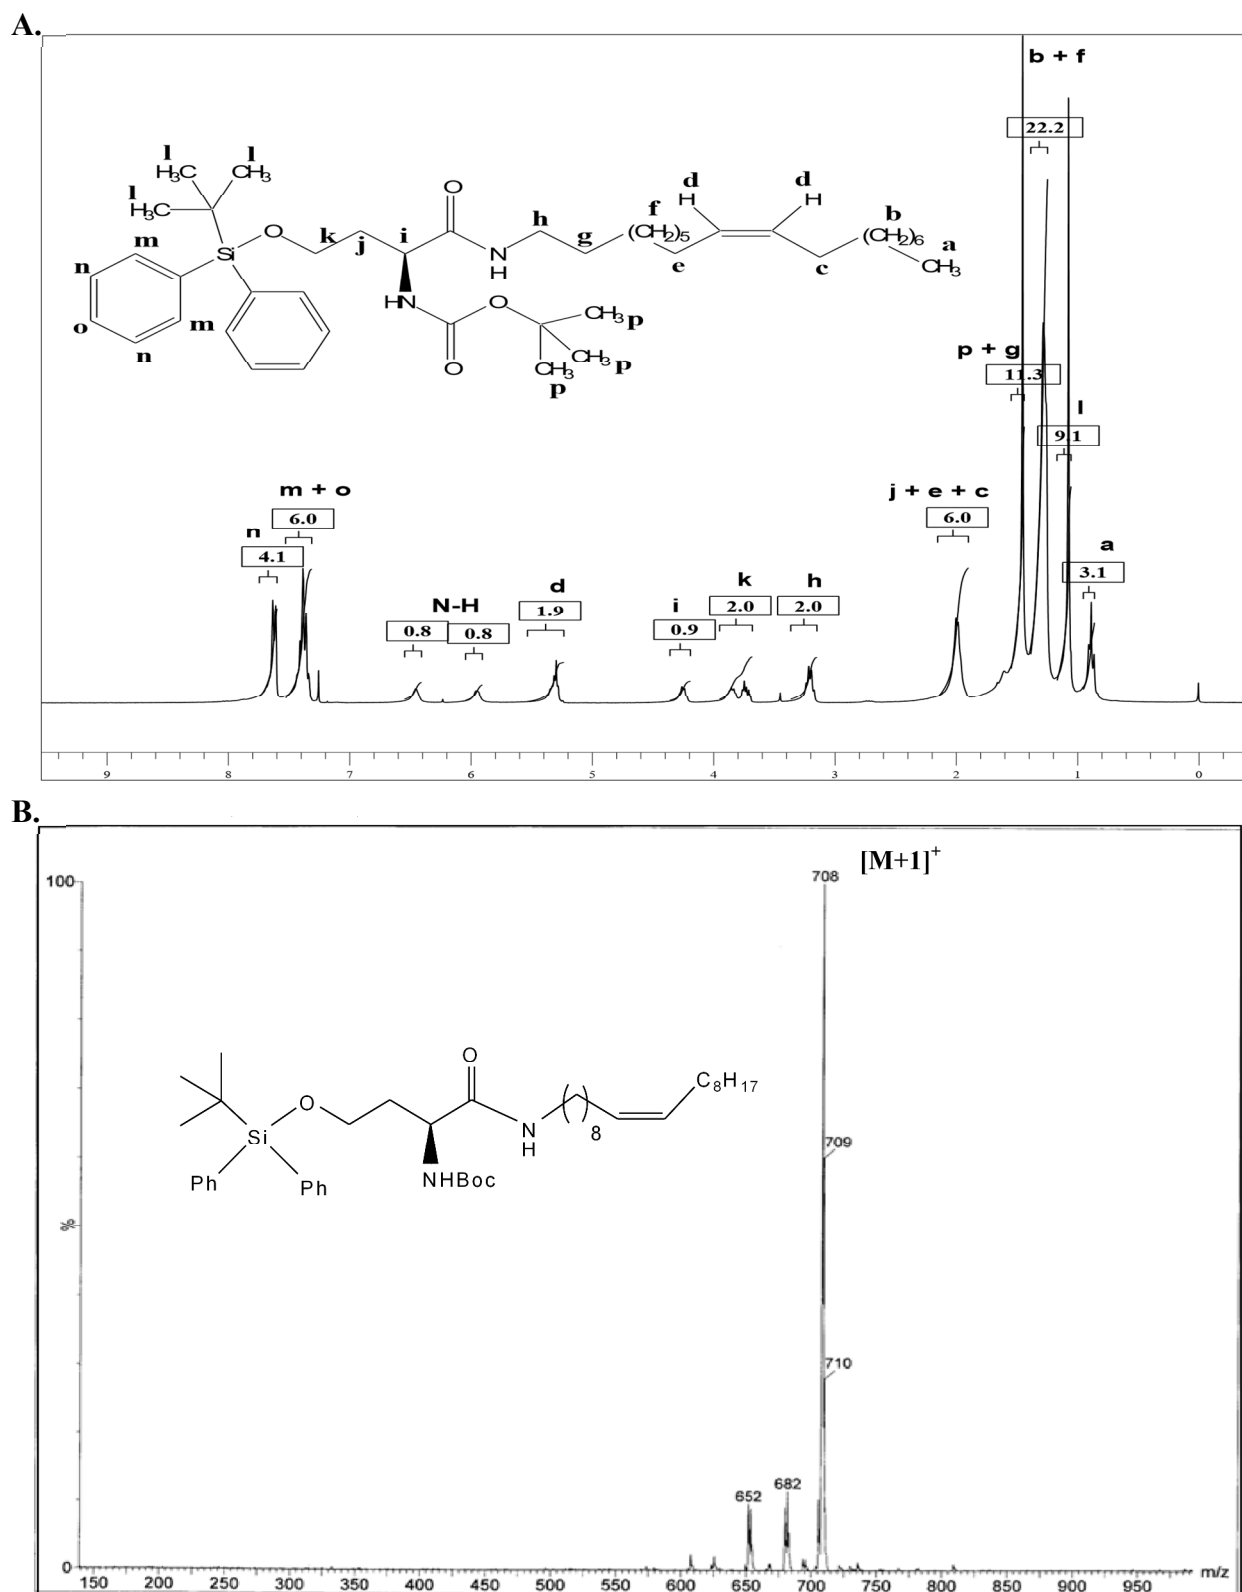 A.
b + f
22.2
l l
H₃C CH₃
l
H₃C
m
n
o
m
n
Si
O
k
j
i
O
N
H
h
g
f
(CH₂)₅
e
d d
H H
c
b
(CH₂)₆
a
CH₃
HN
O
O
CH₃ p
CH₃ p
CH₃
p
p + g
11.3
l
9.1
m + o
6.0
n
4.1
N-H
0.8 0.8
d
1.9
i
0.9
k
2.0
h
2.0
j + e + c
6.0
a
3.1
9 8 7 6 5 4 3 2 1 0
B.
[M+1]⁺
100
708
709
710
%
O
C₈H₁₇
O
Si
N
H
8
Ph
Ph
NHBoc
652 682
0
150 200 250 300 350 400 450 500 550 600 650 700 750 800 850 900 950 m/z